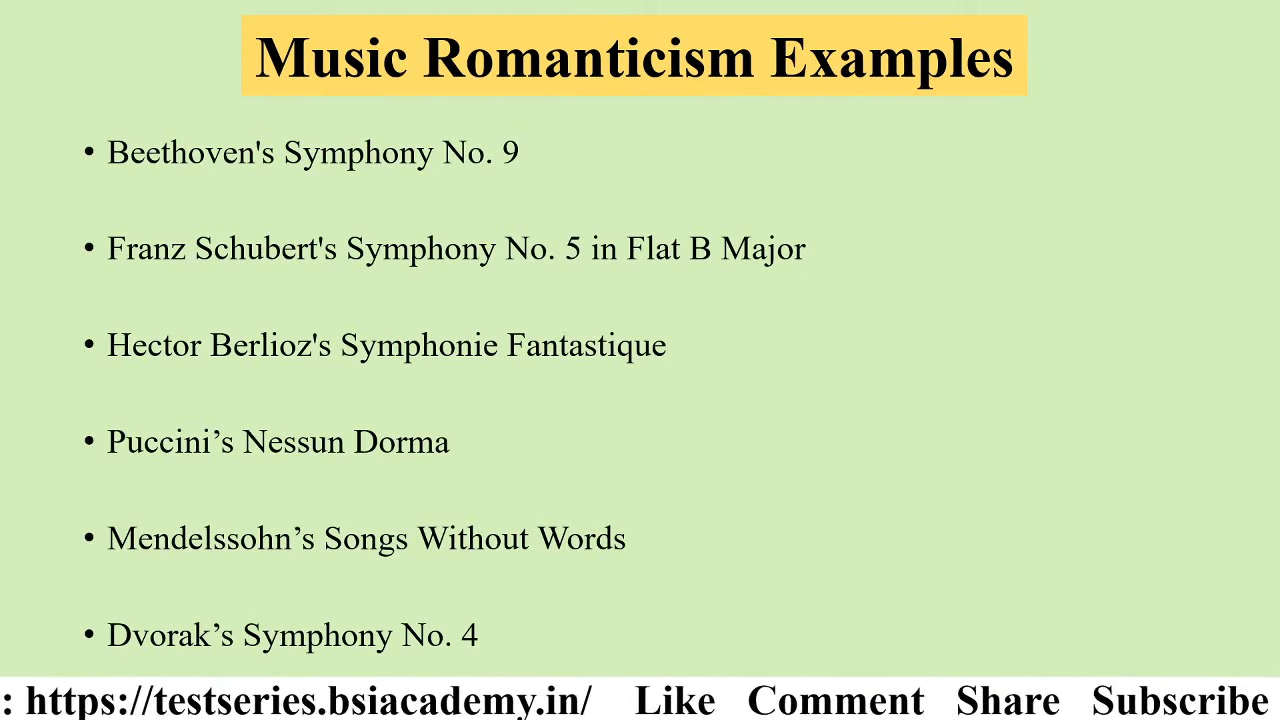 Music Romanticism Examples
• Beethoven's Symphony No. 9
• Franz Schubert's Symphony No. 5 in Flat B Major
• Hector Berlioz's Symphonie Fantastique
• Puccini’s Nessun Dorma
• Mendelssohn’s Songs Without Words
• Dvorak’s Symphony No. 4
: https://testseries.bsiacademy.in/ Like Comment Share Subscribe